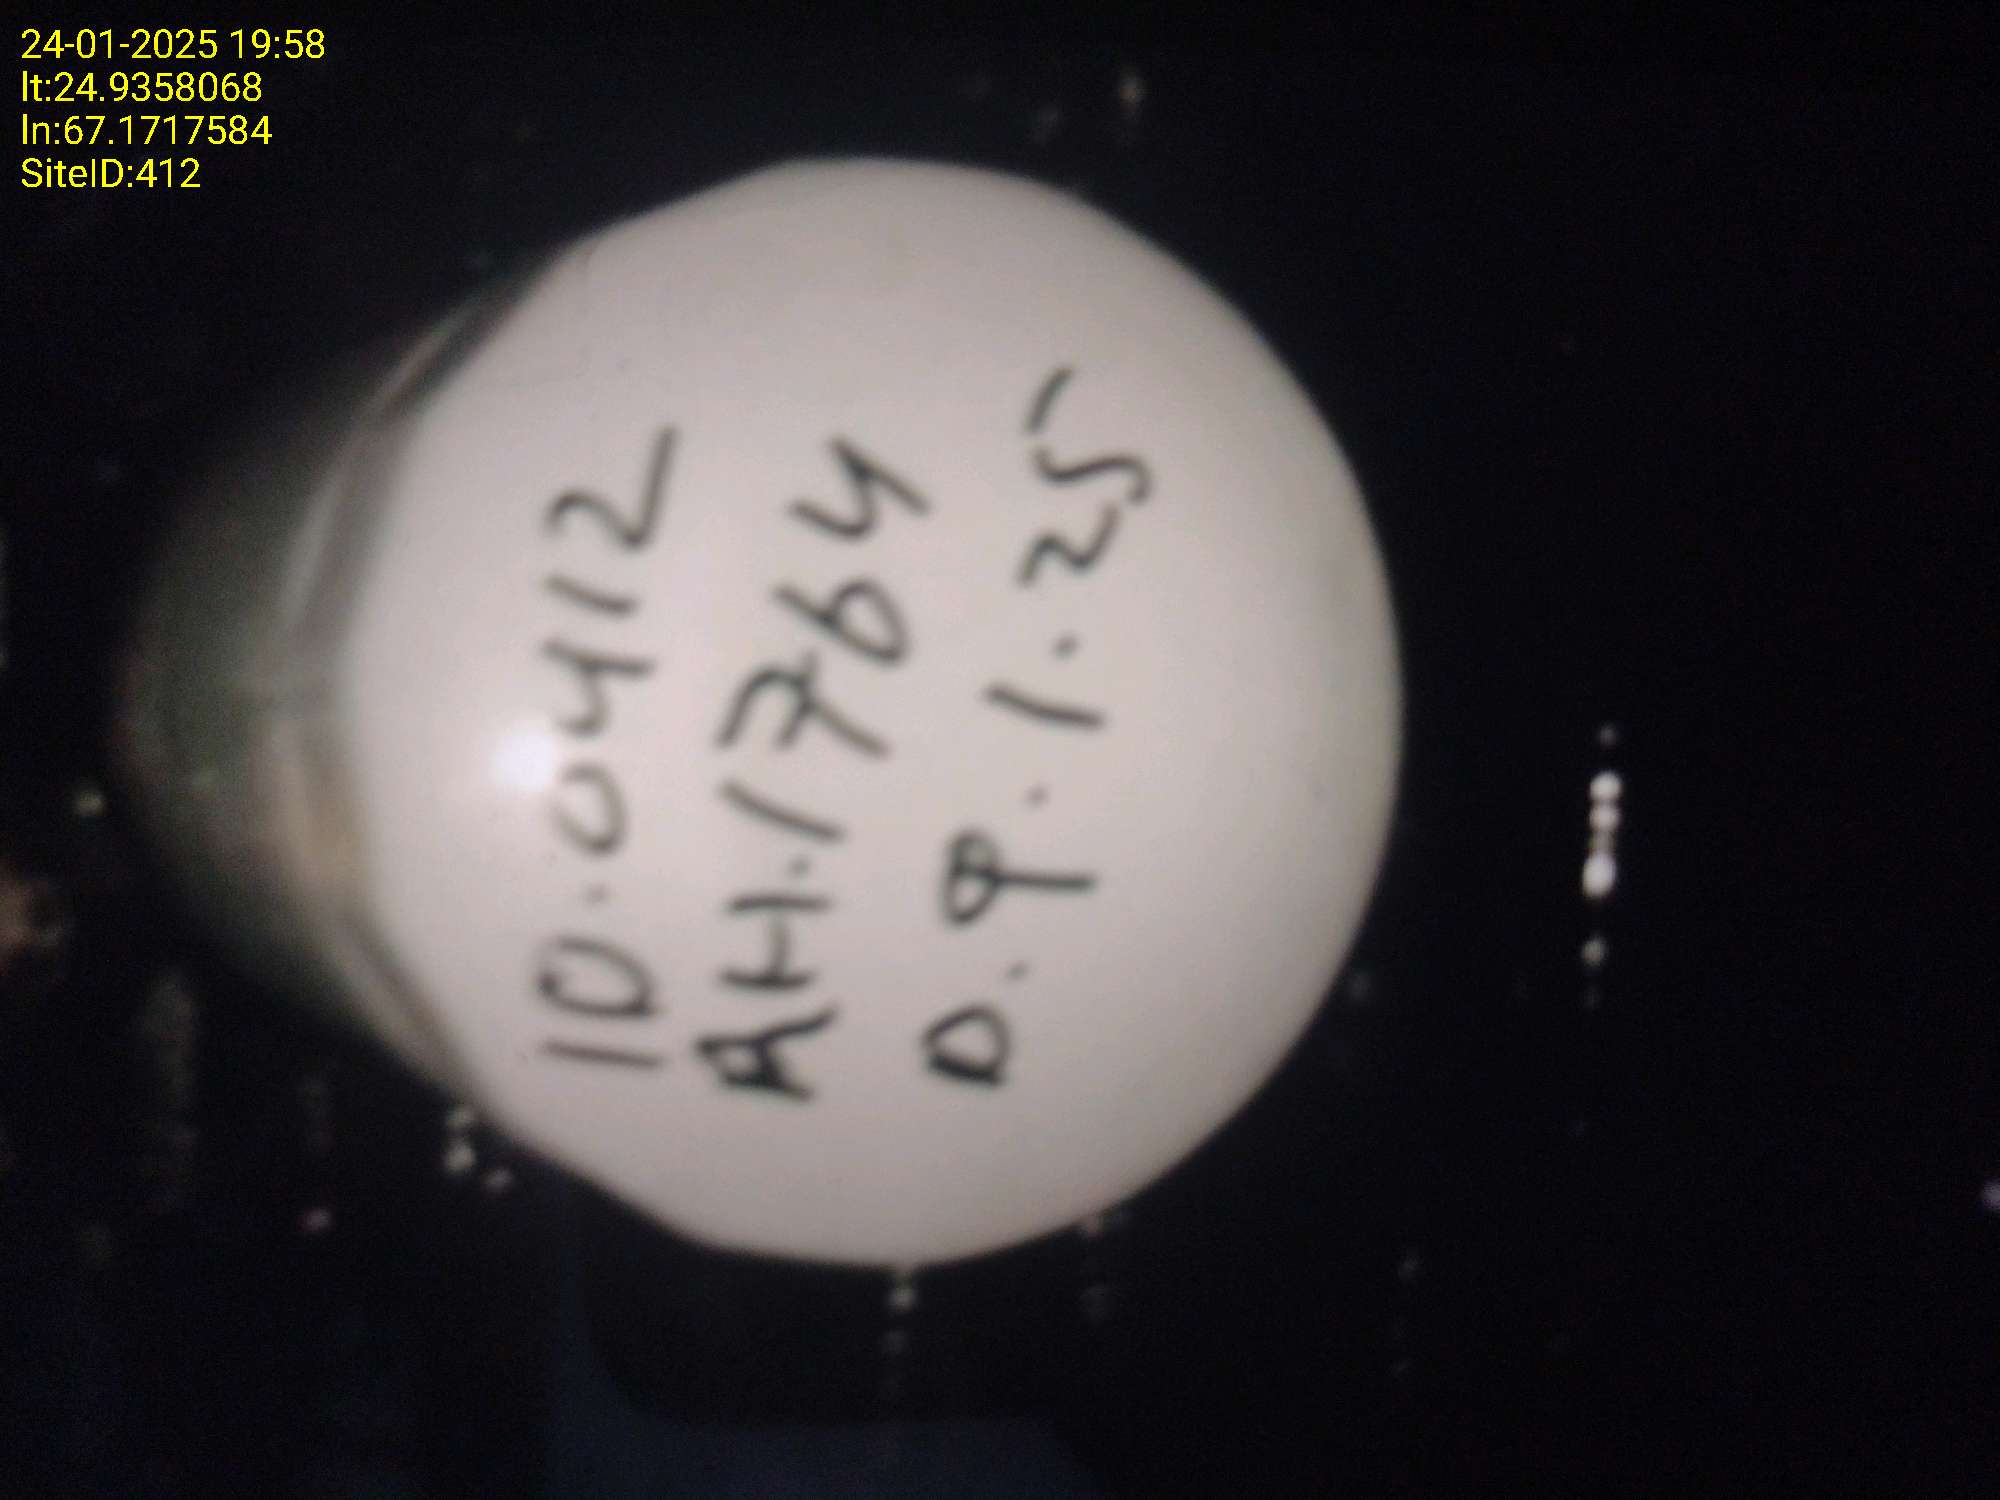 24-01-2025 19:58
lt:24.9358068
ln:67.1717584
SiteID:412
ID.0412
AH.1764
D.9.1.25